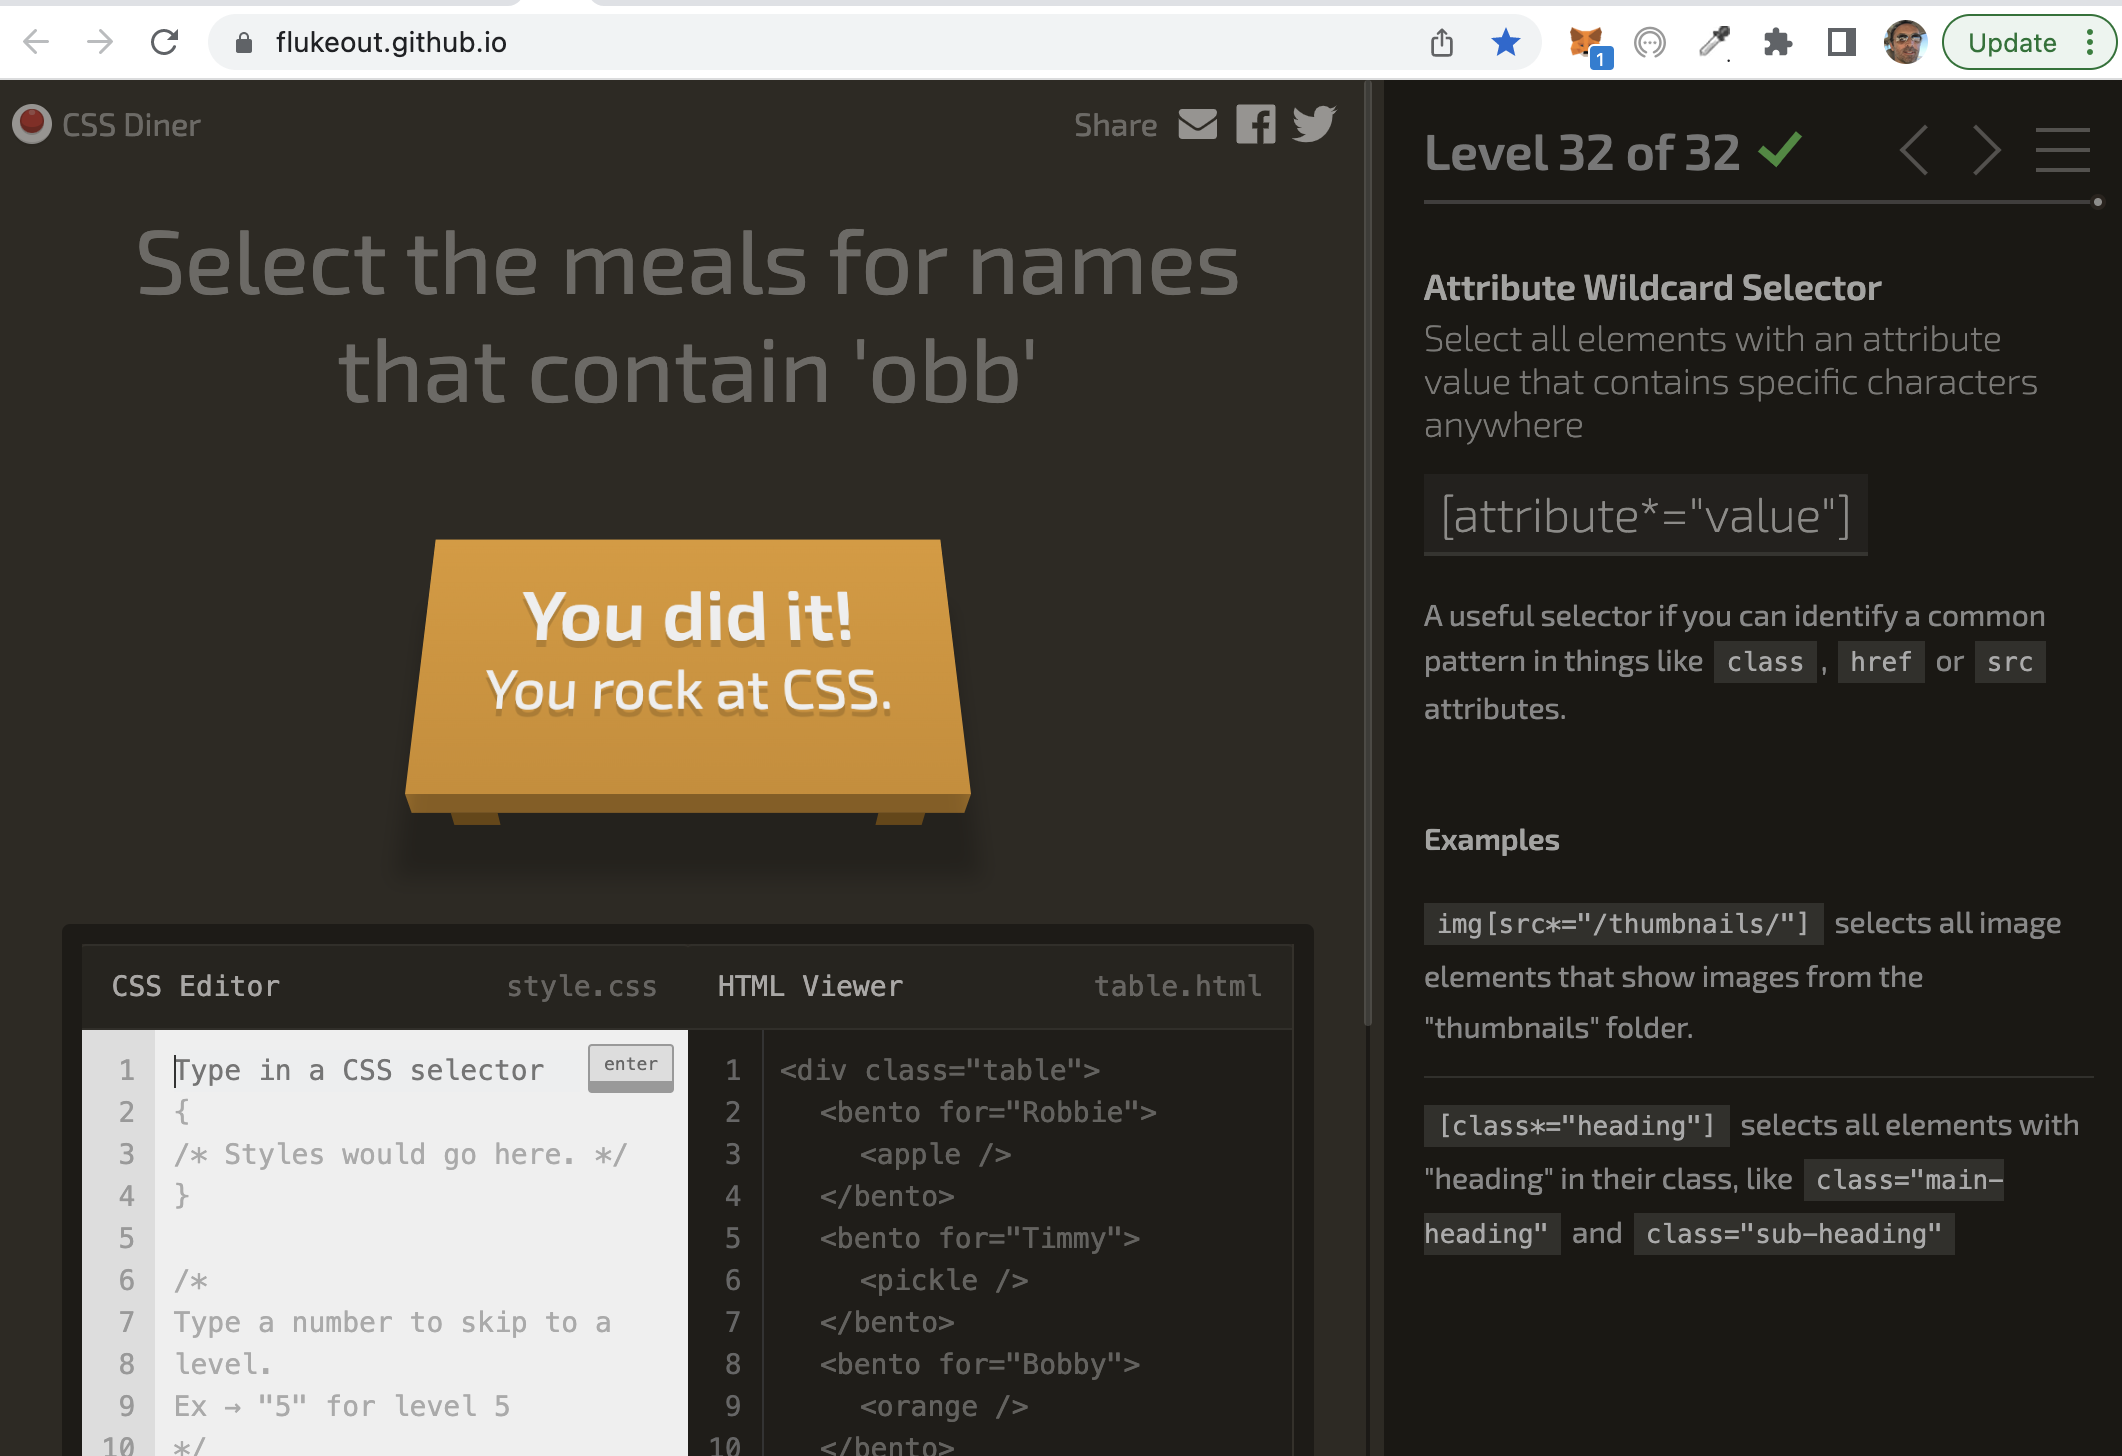 flukeout.github.io
1
Update
CSS Diner
Share
Select the meals for names
that contain 'obb'
You did it!
You rock at CSS.
CSS Editor
style.css
HTML Viewer
table.html
1
Type in a CSS selector
enter
2
{
3
/* Styles would go here. */
4
}
5
6
/*
7
Type a number to skip to a
8
level.
9
Ex → "5" for level 5
10
*/
1
<div class="table">
2
<bento for="Robbie">
3
<apple />
4
</bento>
5
<bento for="Timmy">
6
<pickle />
7
</bento>
8
<bento for="Bobby">
9
<orange />
10
</bento>
Level 32 of 32
Attribute Wildcard Selector
Select all elements with an attribute
value that contains specific characters
anywhere
[attribute*="value"]
A useful selector if you can identify a common
pattern in things like class , href or src
attributes.
Examples
img[src*="/thumbnails/"] selects all image
elements that show images from the
"thumbnails" folder.
[class*="heading"] selects all elements with
"heading" in their class, like class="main-
heading" and class="sub-heading"